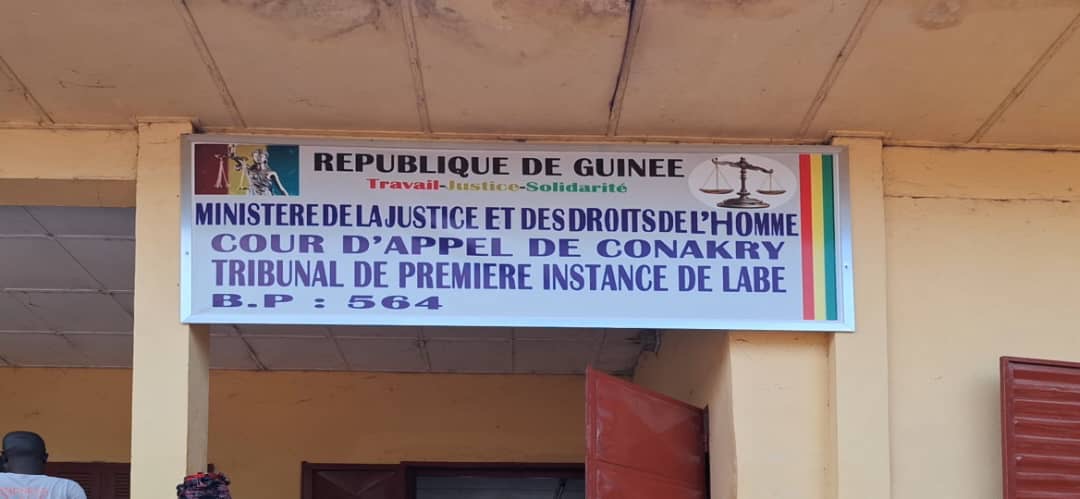 REPUBLIQUE DE GUINEE
Travail-Justice-Solidarité
MINISTERE DE LA JUSTICE ET DES DROITS DE L'HOMME
COUR D'APPEL DE CONAKRY
TRIBUNAL DE PREMIERE INSTANCE DE LABE
B.P : 564